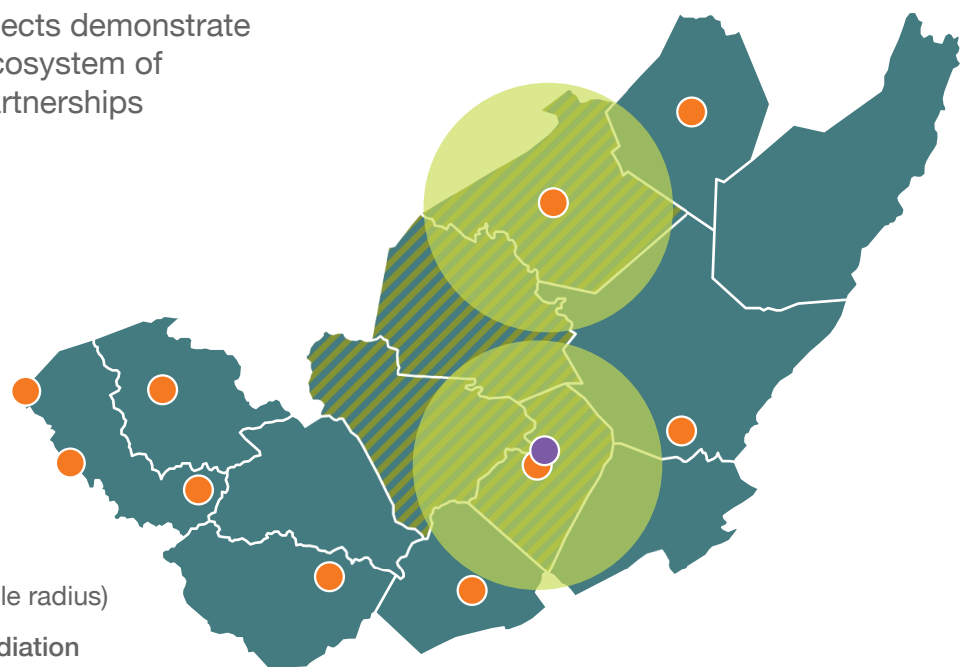 ects demonstrate
cosystem of
artnerships
le radius)
diation